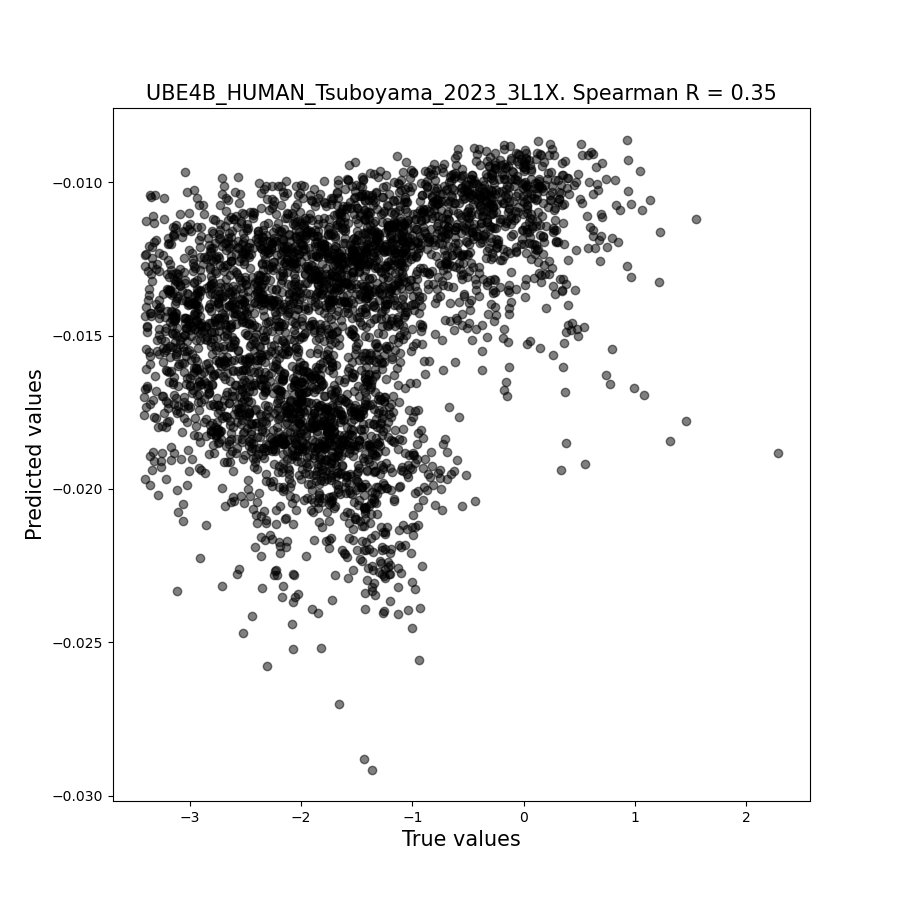 UBE4B_HUMAN_Tsuboyama_2023_3L1X. Spearman R = 0.35
Predicted values
−0.010
−0.015
−0.020
−0.025
−0.030
−3 −2 −1 0 1 2
True values